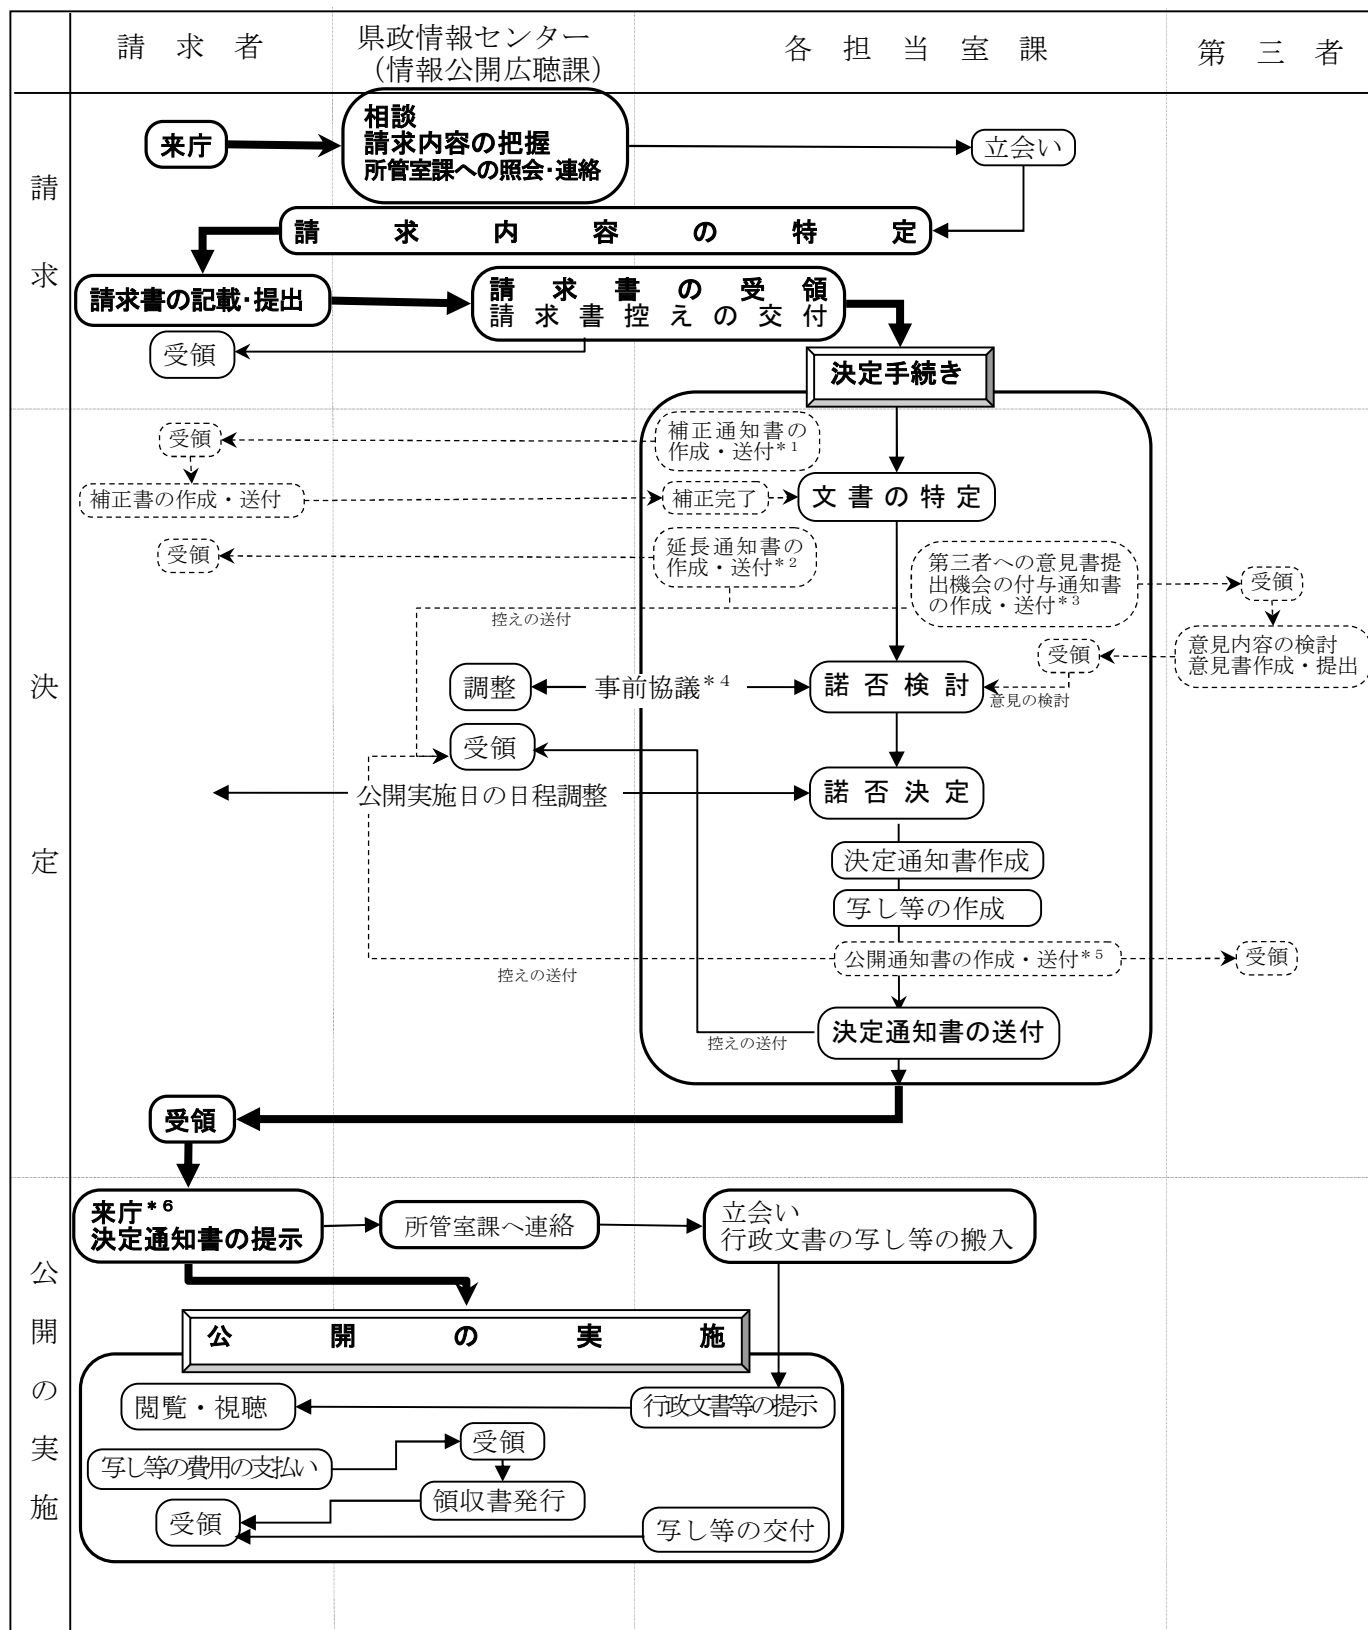 請求者
県政情報センター
（情報公開広聴課）
各担当室課
第三者
請求
来庁
相談
請求内容の把握
所管室課への照会・連絡
立会い
請求内容の特定
請求書の記載・提出
請求書の受領
請求書控えの交付
受領
決定手続き
決定
受領
補正通知書の
作成・送付*1
補正書の作成・送付
補正完了
文書の特定
受領
延長通知書の
作成・送付*2
第三者への意見書提
出機会の付与通知書
の作成・送付*3
受領
控えの送付
意見内容の検討
意見書作成・提出
受領
調整
事前協議*4
諾否検討
意見の検討
受領
公開実施日の日程調整
諾否決定
決定通知書作成
写し等の作成
公開通知書の作成・送付*5
受領
控えの送付
決定通知書の送付
控えの送付
受領
公開の実施
来庁*6
決定通知書の提示
所管室課へ連絡
立会い
行政文書の写し等の搬入
公開の実施
閲覧・視聴
行政文書等の提示
受領
写し等の費用の支払い
領収書発行
受領
写し等の交付